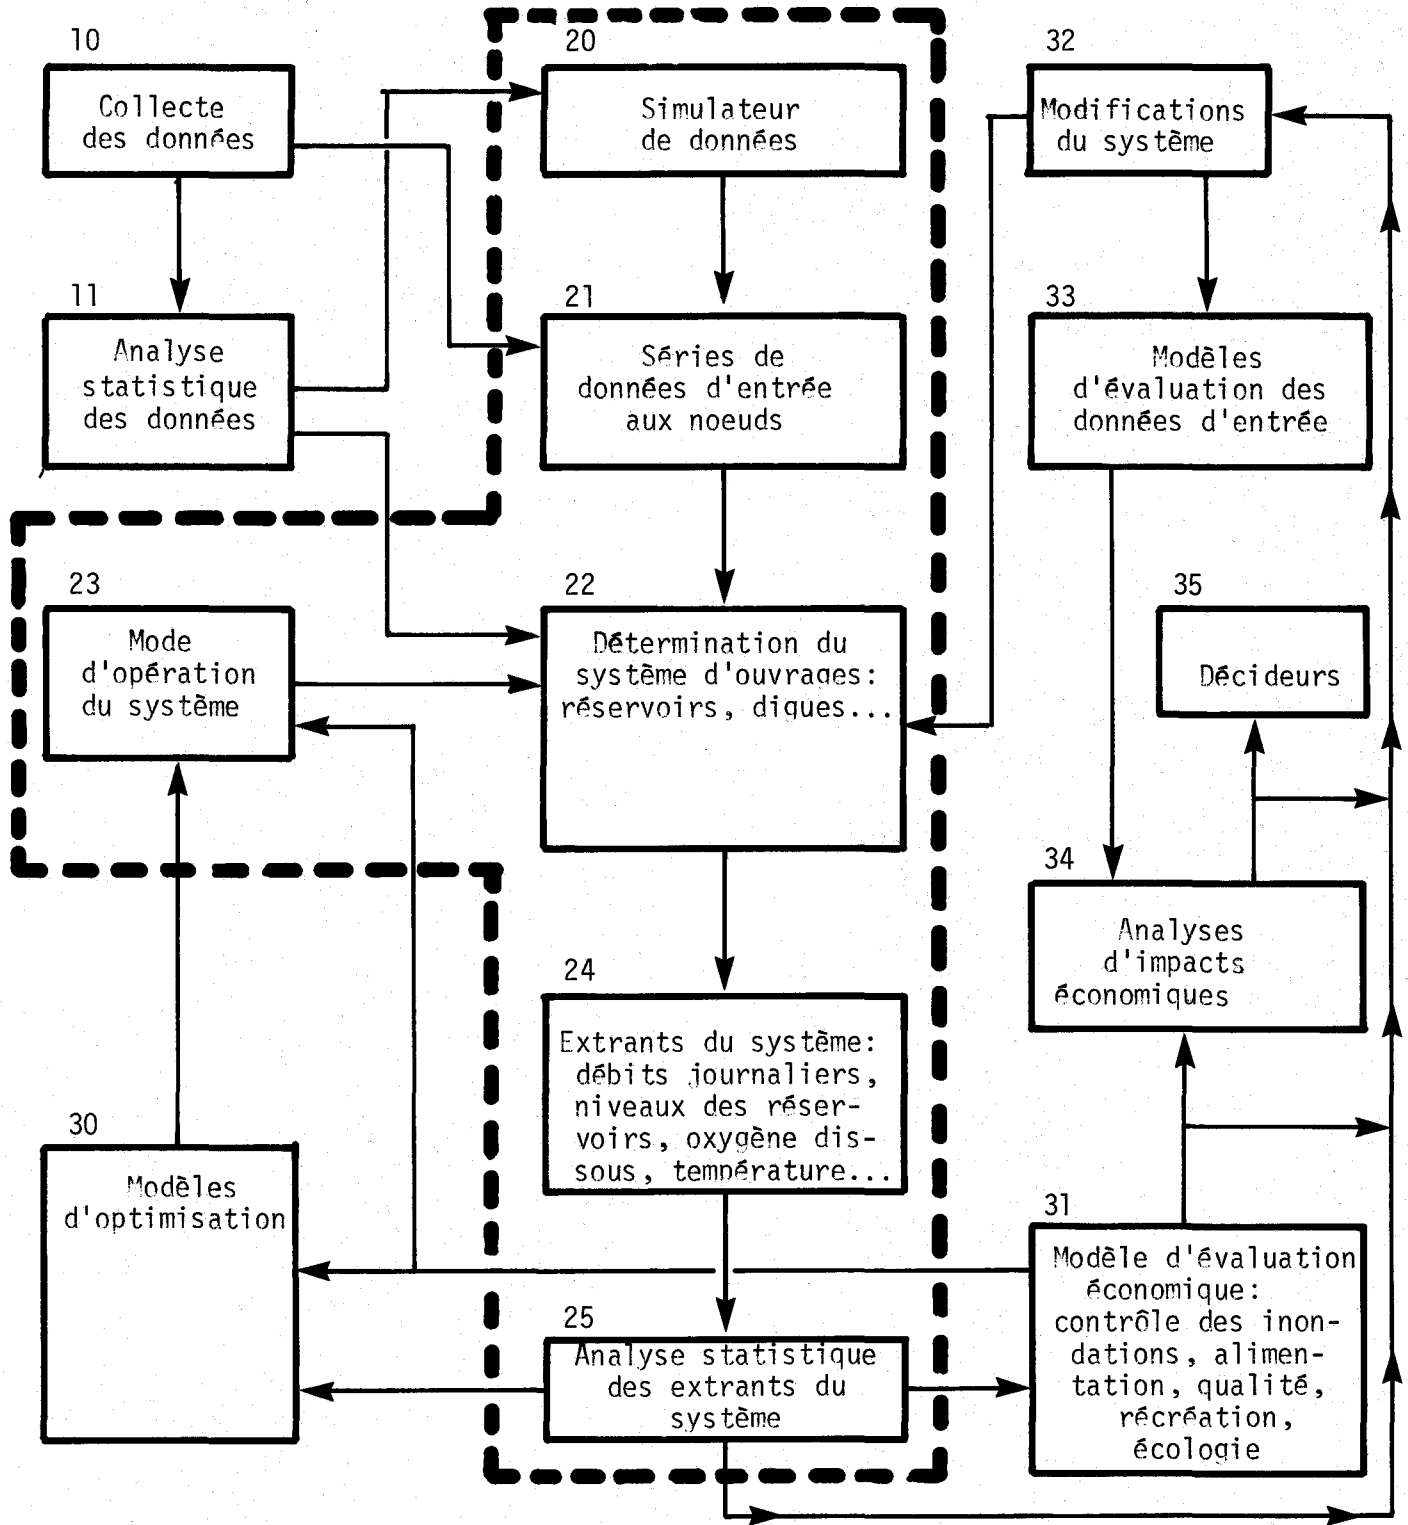 10
Collecte
des données
11
Analyse
statistique
des données
20
Simulateur
de données
21
Séries de
données d'entrée
aux noeuds
32
Modifications
du système
33
Modèles
d'évaluation des
données d'entrée
23
Mode
d'opération
du système
22
Détermination du
système d'ouvrages:
réservoirs, digues...
35
Décideurs
34
Analyses
d'impacts
économiques
24
Extrants du système:
débits journaliers,
niveaux des réser-
voirs, oxygène dis-
sous, température...
30
Modèles
d'optimisation
25
Analyse statistique
des extrants du
système
31
Modèle d'évaluation
économique:
contrôle des inon-
dations, alimen-
tation, qualité,
récréation,
écologie